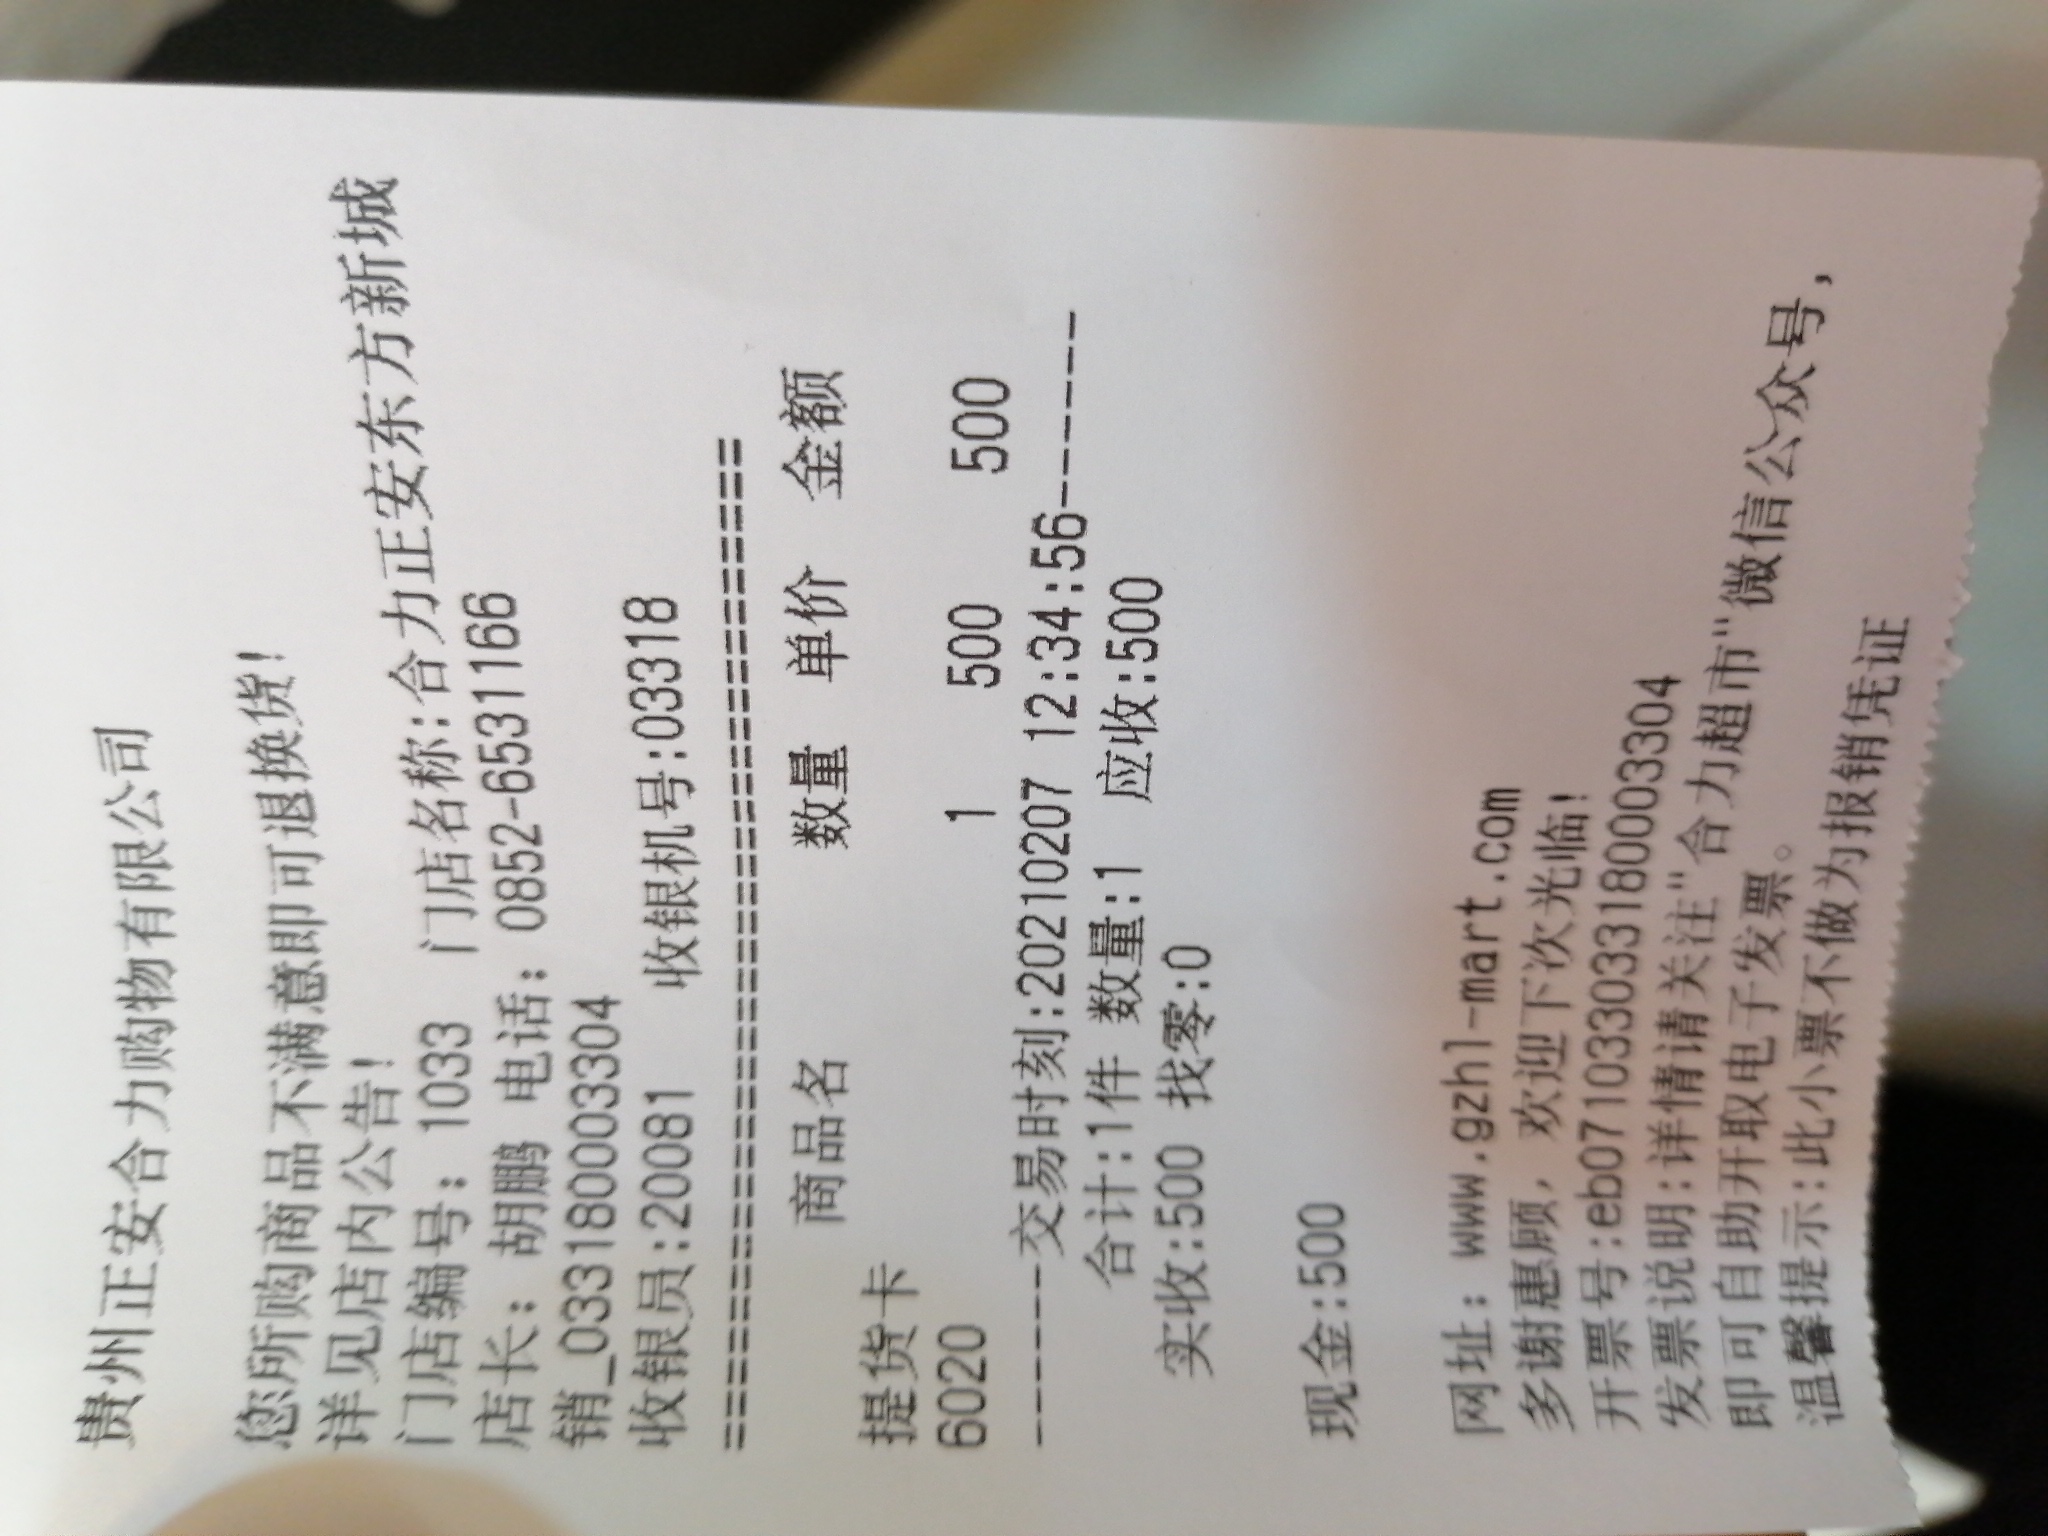 贵州正安合力购物有限公司
您所购商品不满意即可退换货!
详见店内公告!
门店编号: 1033 门店名称:合力正安东方新城
店长: 胡鹏 电话: 0852-6531166
销_033180003304
收银员:20081 收银机号:03318
========================================
商品名 数量 单价 金额
提货卡
6020 1 500 500
-------交易时刻:20210207 12:34:56--------
合计:1件 数量:1 应收:500
实收:500 找零:0
现金:500
网址: www.gzhl-mart.com
多谢惠顾, 欢迎下次光临!
开票号:eb071033033180003304
发票说明:详情请关注"合力超市"微信公众号,
即可自助开取电子发票。
温馨提示:此小票不做为报销凭证